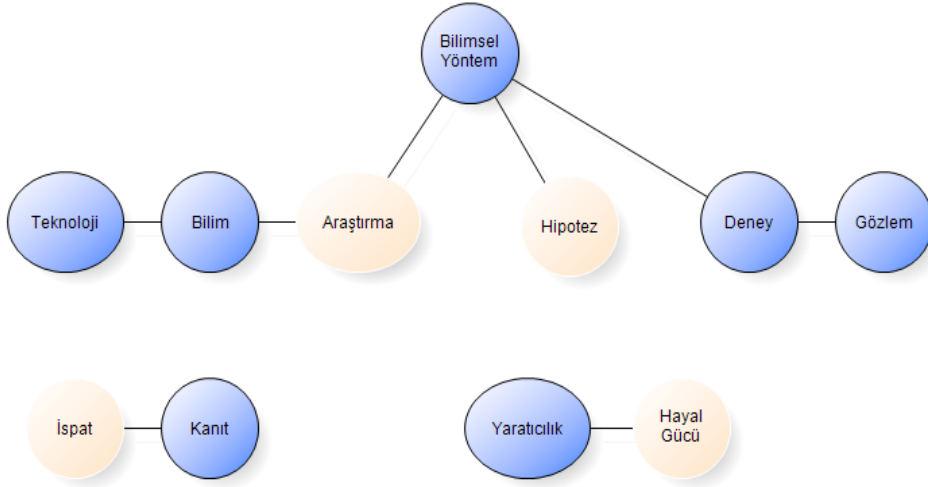 Bilimsel
Yöntem
Teknoloji
Bilim
Araştırma
Hipotez
Deney
Gözlem
İspat
Kanıt
Yaratıcılık
Hayal
Gücü